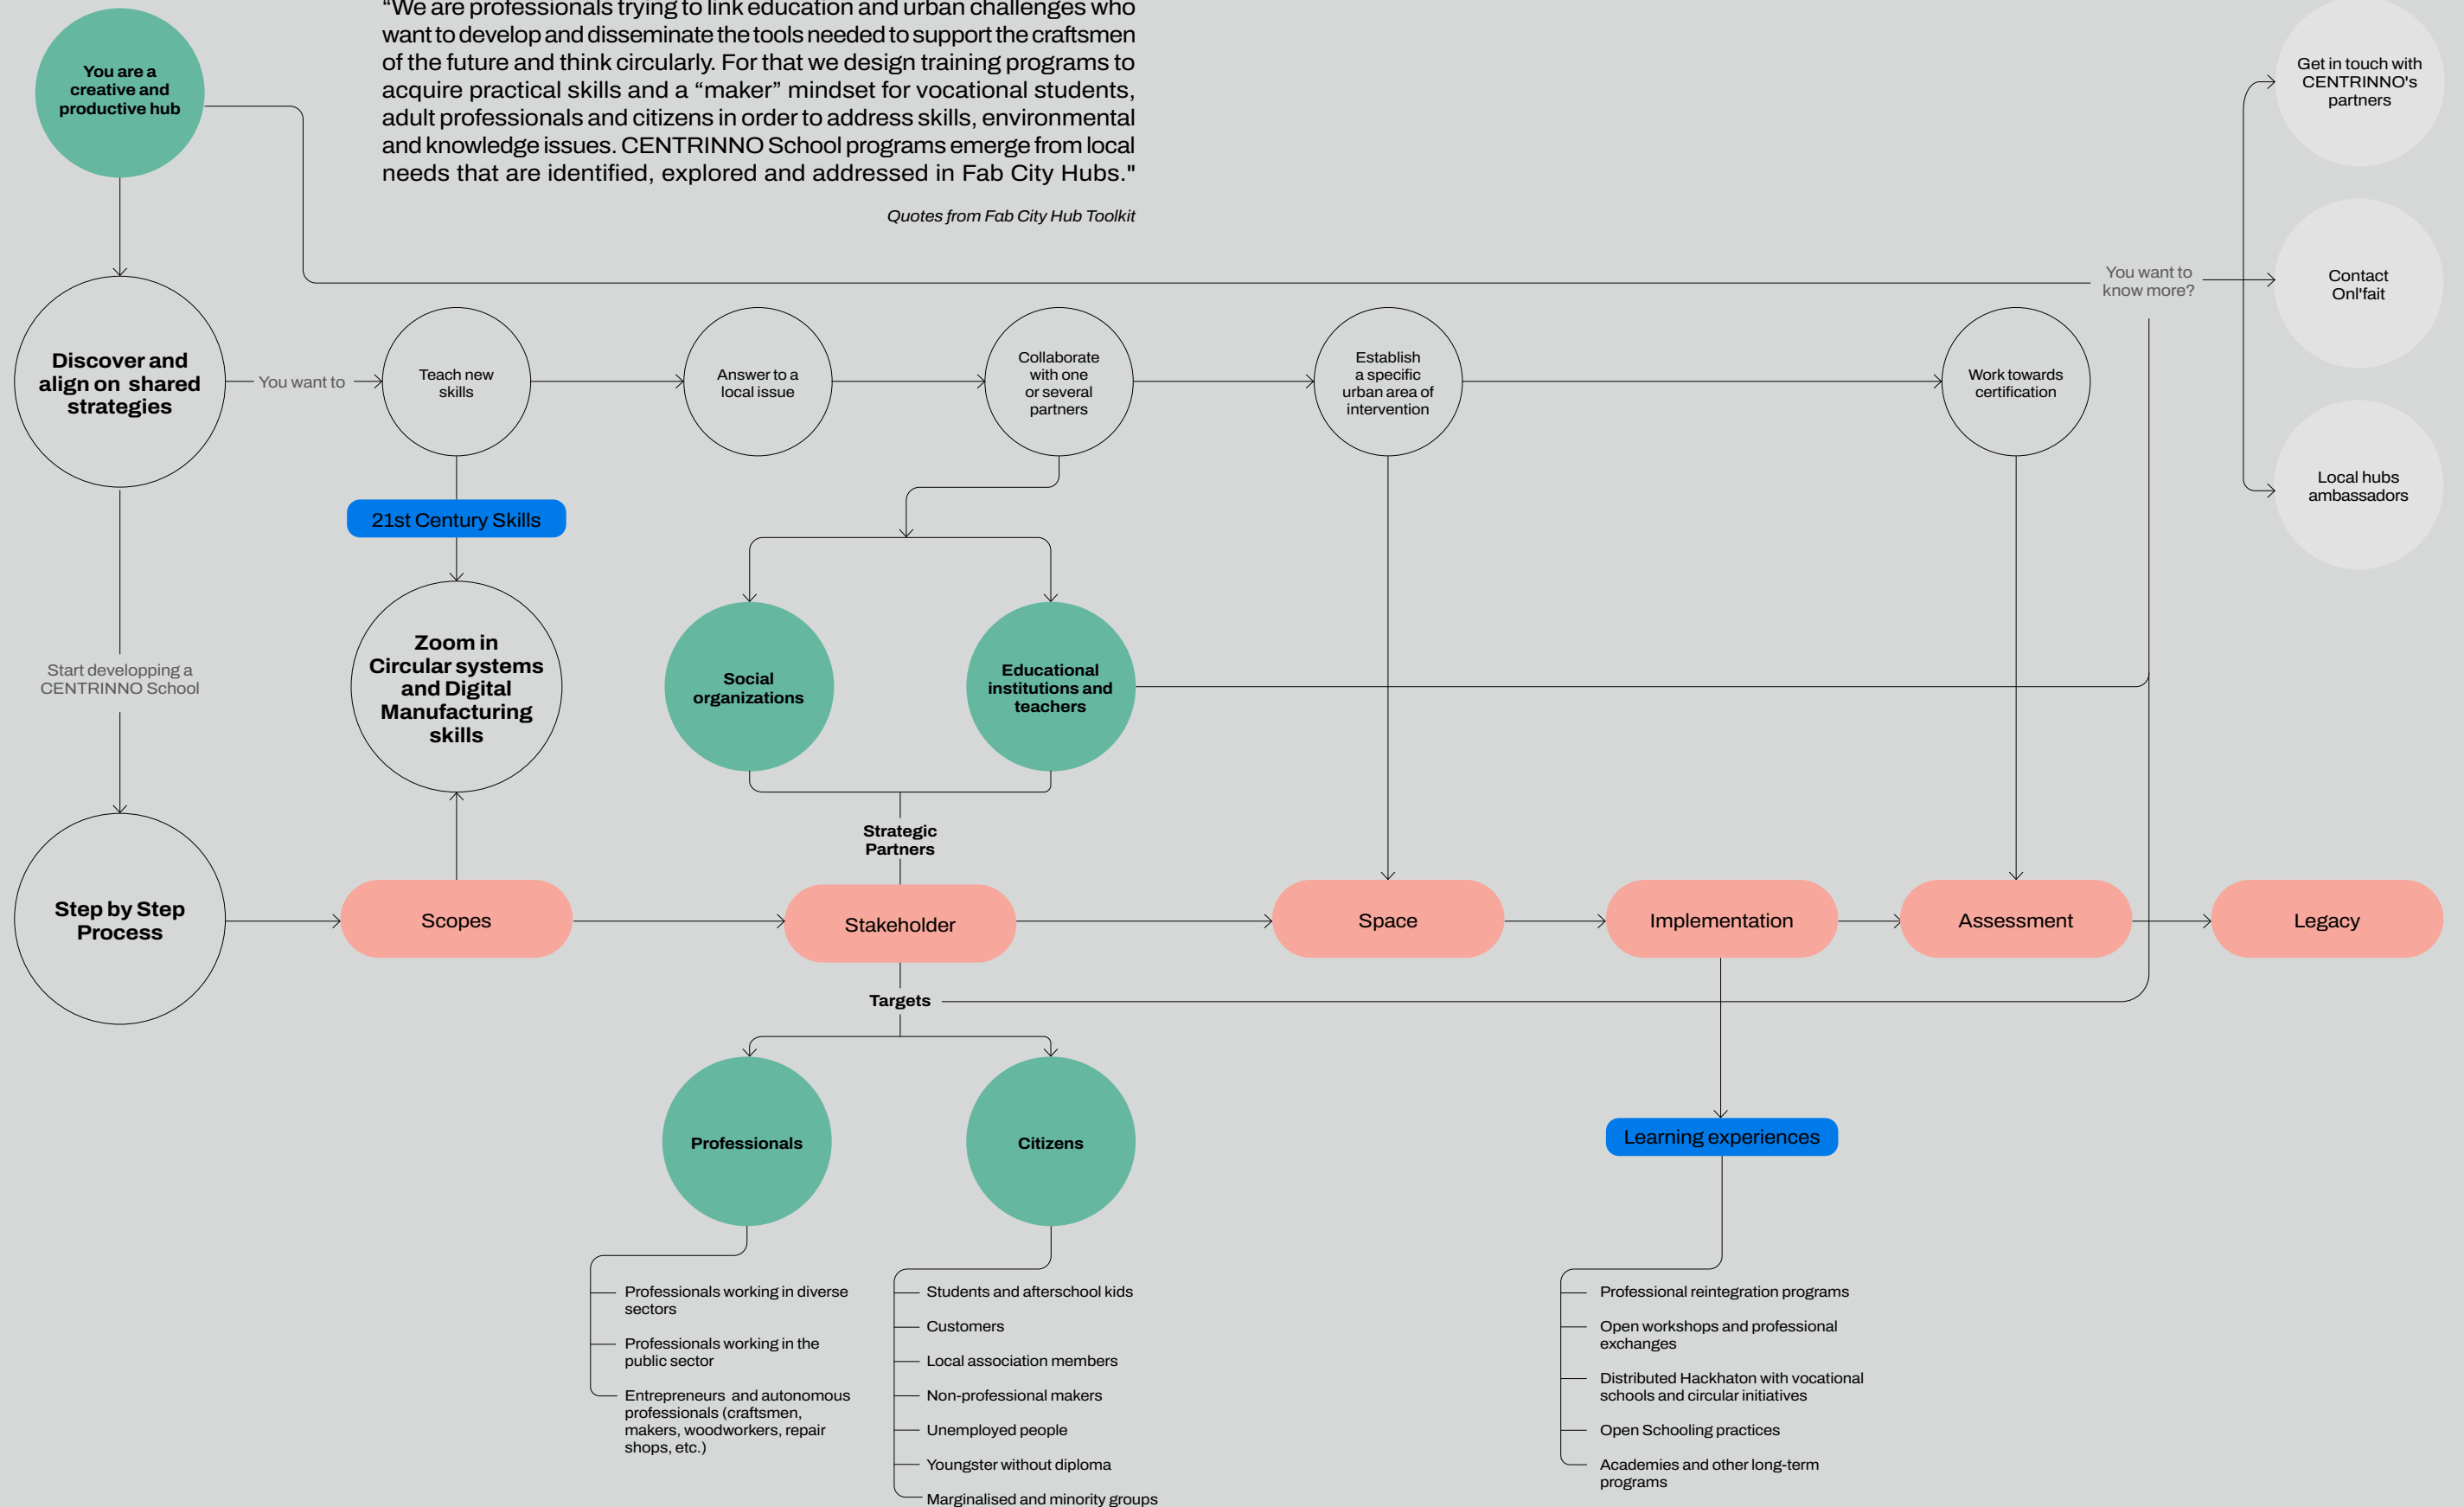 “We are professionals trying to link education and urban challenges who
want to develop and disseminate the tools needed to support the craftsmen
of the future and think circularly. For that we design training programs to
acquire practical skills and a “maker” mindset for vocational students,
adult professionals and citizens in order to address skills, environmental
and knowledge issues. CENTRINNO School programs emerge from local
needs that are identified, explored and addressed in Fab City Hubs."
Quotes from Fab City Hub Toolkit
You are a
creative and
productive hub
Get in touch with
CENTRINNO's
partners
You want to
know more?
Contact
Onl'fait
Local hubs
ambassadors
Discover and
align on shared
strategies
You want to
Teach new
skills
Answer to a
local issue
Collaborate
with one
or several
partners
Establish
a specific
urban area of
intervention
Work towards
certification
21st Century Skills
Start developping a
CENTRINNO School
Zoom in
Circular systems
and Digital
Manufacturing
skills
Social
organizations
Educational
institutions and
teachers
Strategic
Partners
Step by Step
Process
Scopes
Stakeholder
Space
Implementation
Assessment
Legacy
Targets
Professionals
Citizens
Learning experiences
Professionals working in diverse
sectors
Professionals working in the
public sector
Entrepreneurs and autonomous
professionals (craftsmen,
makers, woodworkers, repair
shops, etc.)
Students and afterschool kids
Customers
Local association members
Non-professional makers
Unemployed people
Youngster without diploma
Marginalised and minority groups
Professional reintegration programs
Open workshops and professional
exchanges
Distributed Hackhaton with vocational
schools and circular initiatives
Open Schooling practices
Academies and other long-term
programs